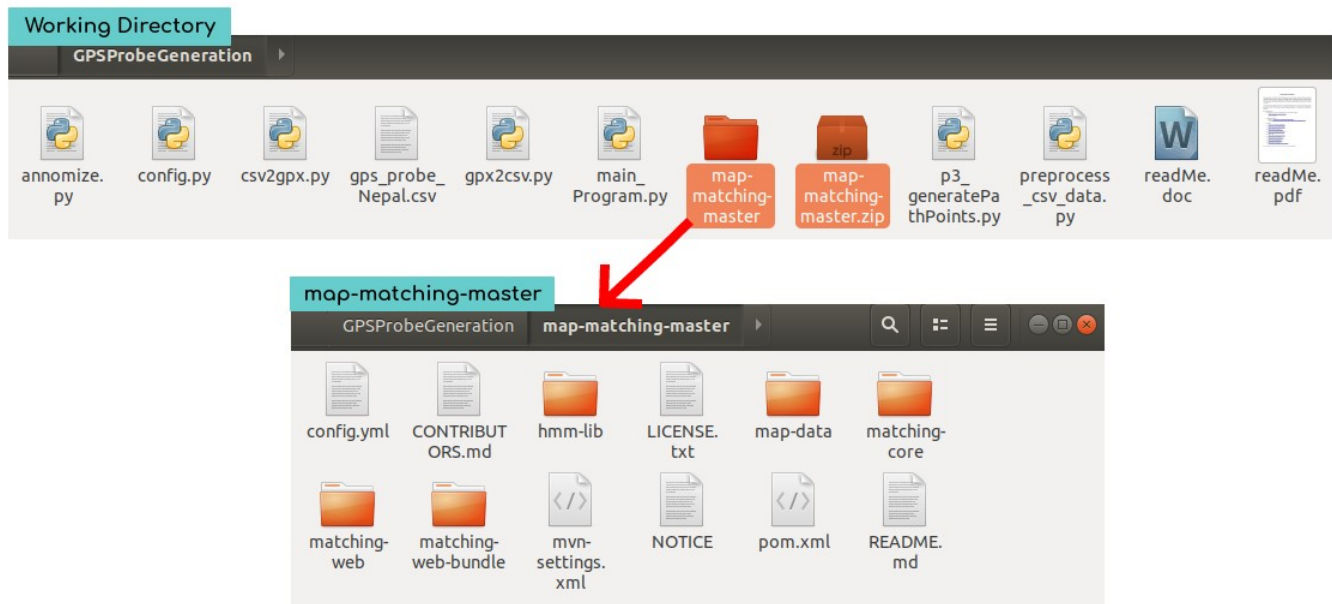 Working Directory
GPSProbeGeneration
annomize.
py
config.py
csv2gpx.py
gps_probe_
Nepal.csv
gpx2csv.py
main_
Program.py
map-
matching-
master
zip
map-
matching-
master.zip
p3_
generatePa
thPoints.py
preprocess
_csv_data.
py
W
readMe.
doc
readMe.
pdf
map-matching-master
GPSProbeGeneration
map-matching-master
config.yml
CONTRIBUT
ORS.md
hmm-lib
LICENSE.
txt
map-data
matching-
core
matching-
web
matching-
web-bundle
</>
mvn-
settings.
xml
NOTICE
</>
pom.xml
README.
md